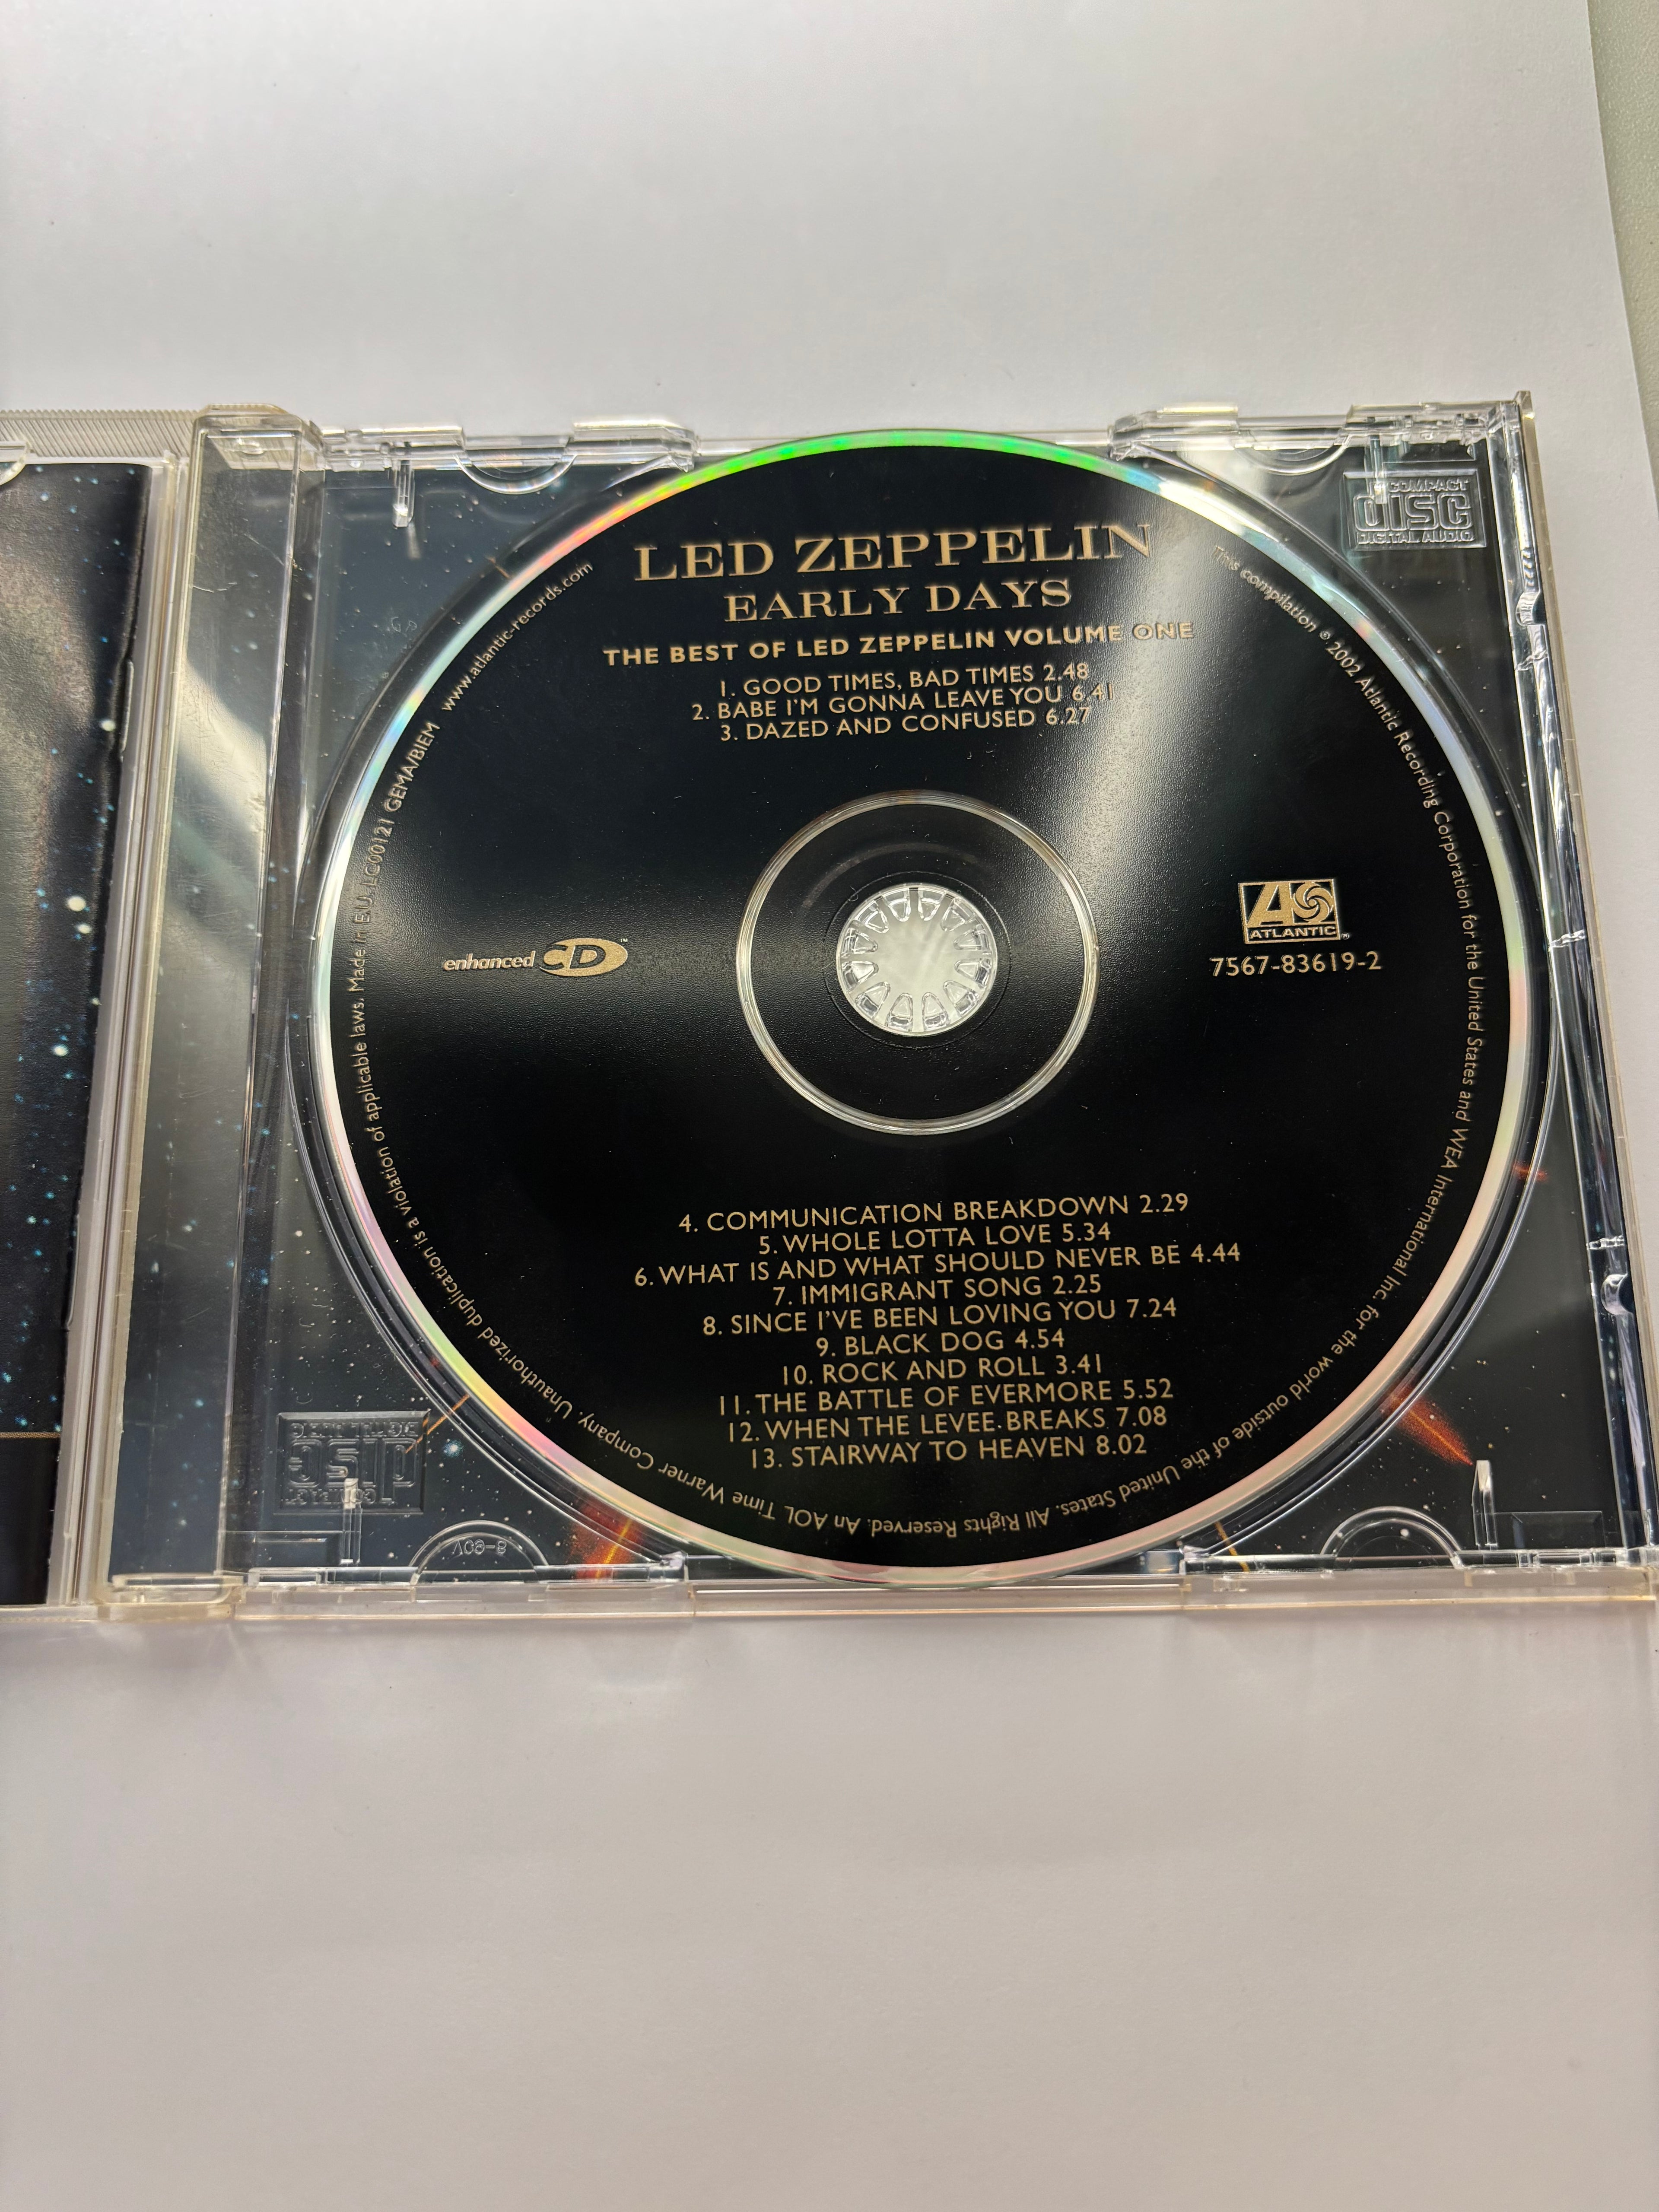 LED ZEPPELIN
EARLY DAYS
THE BEST OF LED ZEPPELIN VOLUME ONE
1. GOOD TIMES, BAD TIMES 2.48
2. BABE I'M GONNA LEAVE YOU 6.41
3. DAZED AND CONFUSED 6.27
enhanced CD™
ATLANTIC
7567-83619-2
4. COMMUNICATION BREAKDOWN 2.29
5. WHOLE LOTTA LOVE 5.34
6. WHAT IS AND WHAT SHOULD NEVER BE 4.44
7. IMMIGRANT SONG 2.25
8. SINCE I'VE BEEN LOVING YOU 7.24
9. BLACK DOG 4.54
10. ROCK AND ROLL 3.41
11. THE BATTLE OF EVERMORE 5.52
12. WHEN THE LEVEE BREAKS 7.08
13. STAIRWAY TO HEAVEN 8.02
This compilation ℗ 2002 Atlantic Recording Corporation for the United States and WEA International Inc. for the world outside of the United States. All Rights Reserved. An AOL Time Warner Company. Unauthorized duplication is a violation of applicable laws. Made in E.U. LC00121 GEMA/BIEM www.atlantic-records.com
COMPACT
disc
DIGITAL AUDIO
COMPACT
disc
DIGITAL AUDIO
V09-8